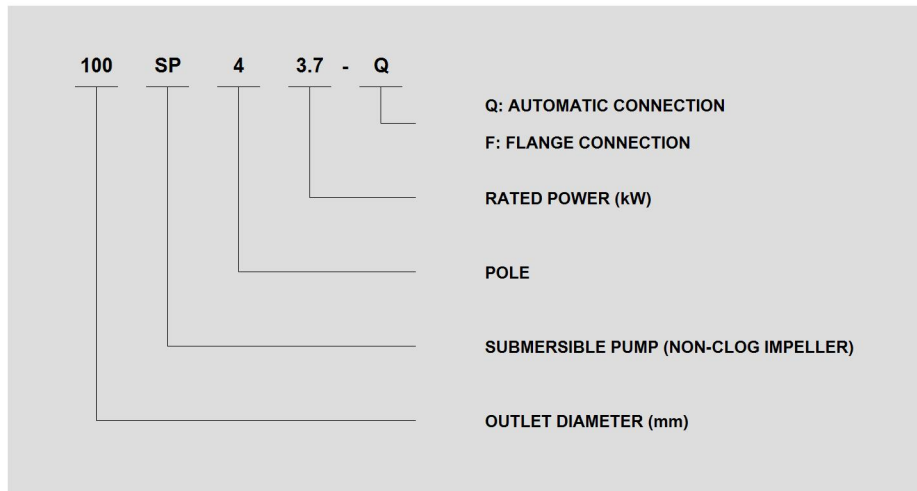 100 SP 4 3.7 - Q
Q: AUTOMATIC CONNECTION
F: FLANGE CONNECTION
RATED POWER (kW)
POLE
SUBMERSIBLE PUMP (NON-CLOG IMPELLER)
OUTLET DIAMETER (mm)